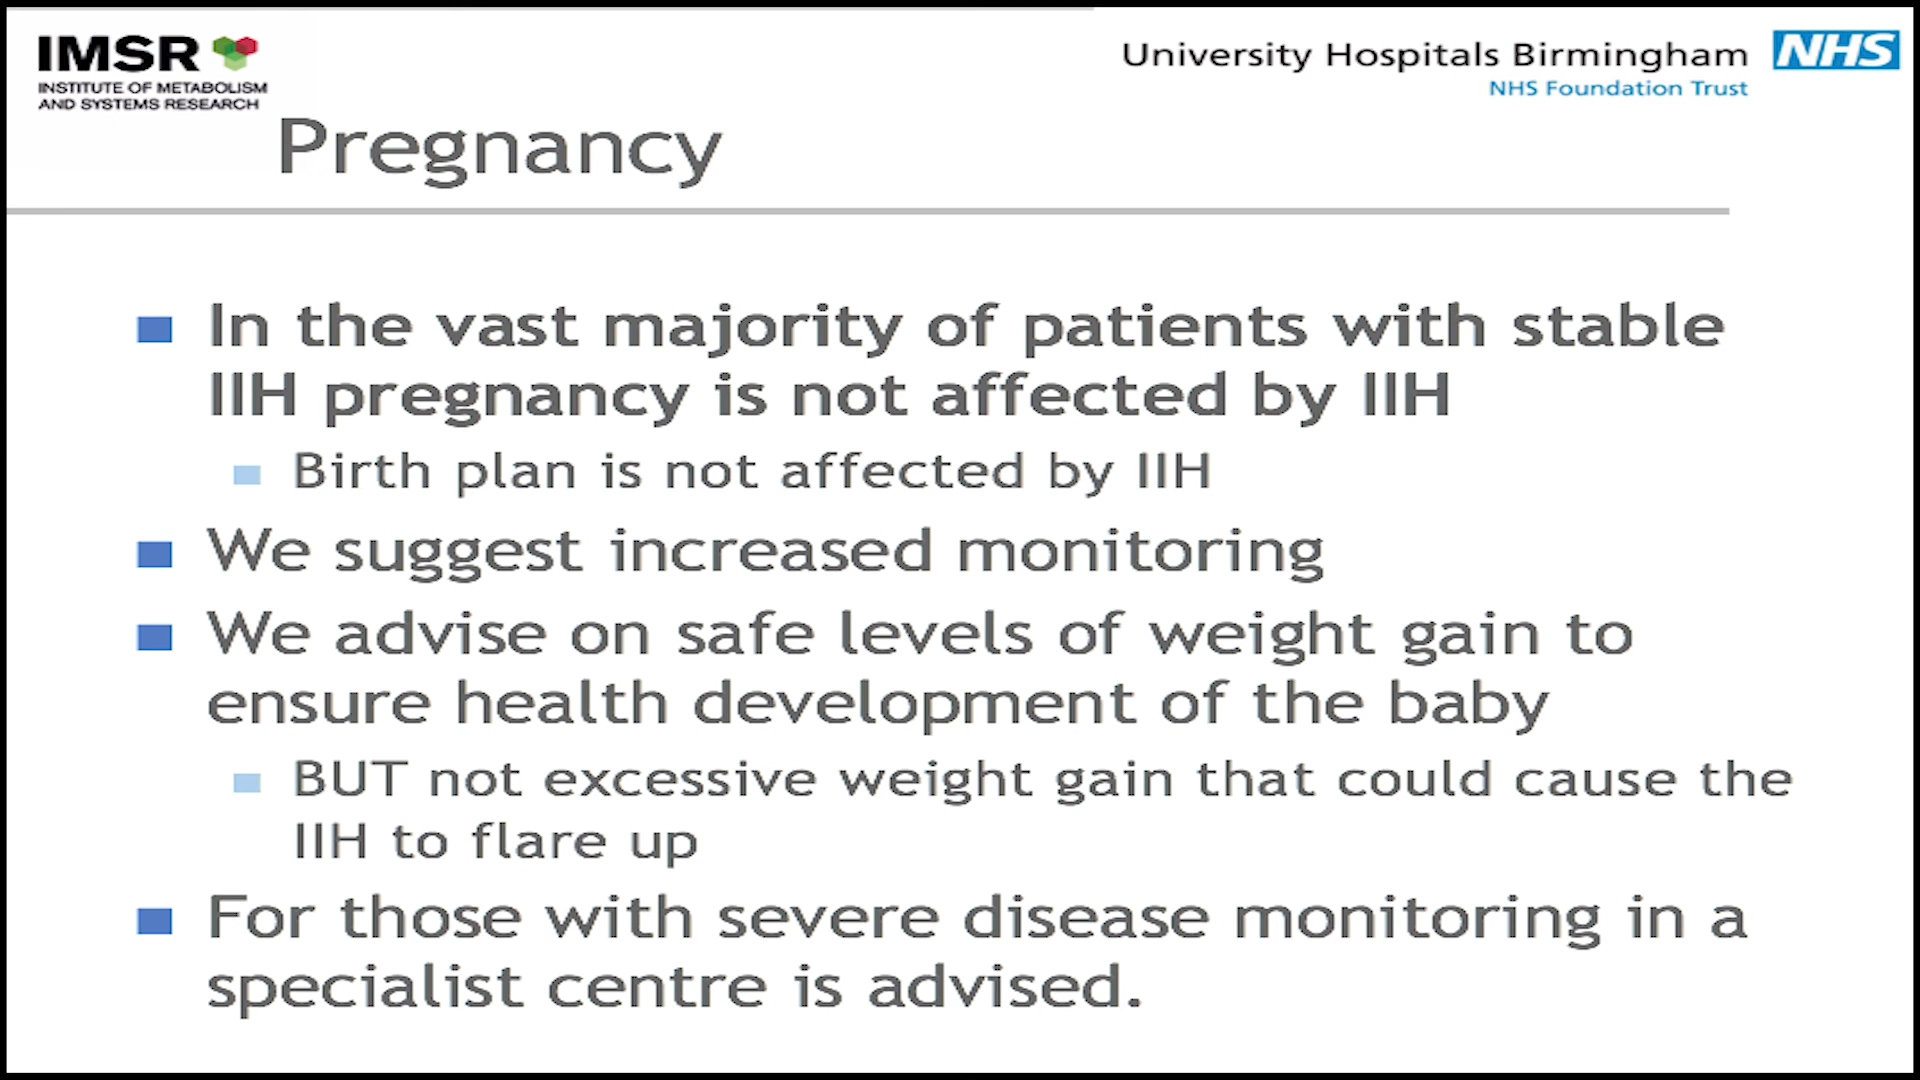 IMSR
INSTITUTE OF METABOLISM
AND SYSTEMS RESEARCH
University Hospitals Birmingham
NHS
NHS Foundation Trust
Pregnancy
In the vast majority of patients with stable
IIH pregnancy is not affected by IIH
Birth plan is not affected by IIH
We suggest increased monitoring
We advise on safe levels of weight gain to
ensure health development of the baby
BUT not excessive weight gain that could cause the
IIH to flare up
For those with severe disease monitoring in a
specialist centre is advised.